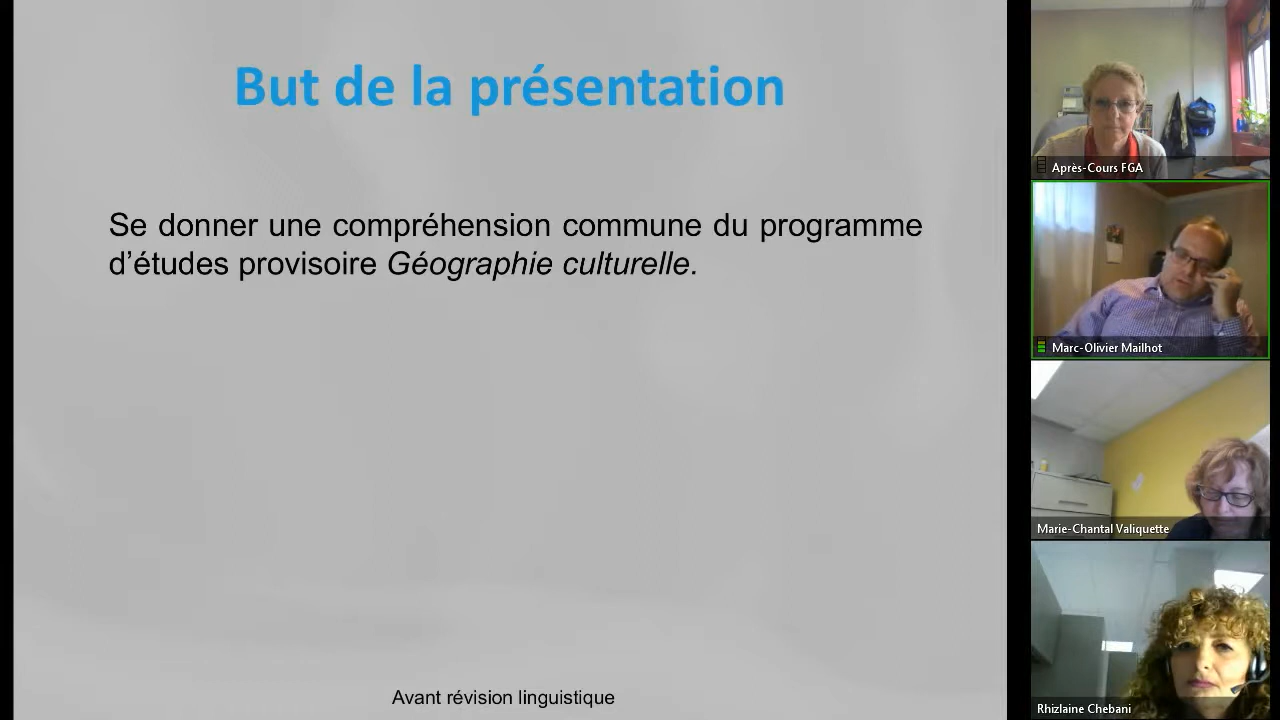 But de la présentation
Se donner une compréhension commune du programme
d’études provisoire Géographie culturelle.
Avant révision linguistique
Après-Cours FGA
Marc-Olivier Mailhot
Marie-Chantal Valiquette
Rhizlaine Chebani